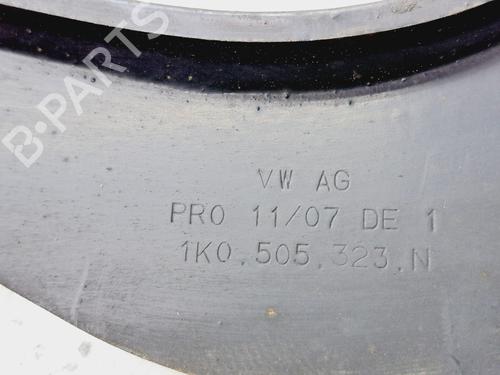 B-PARTS
VW AG
PRO 11/07 DE 1
1K0.505.323.N